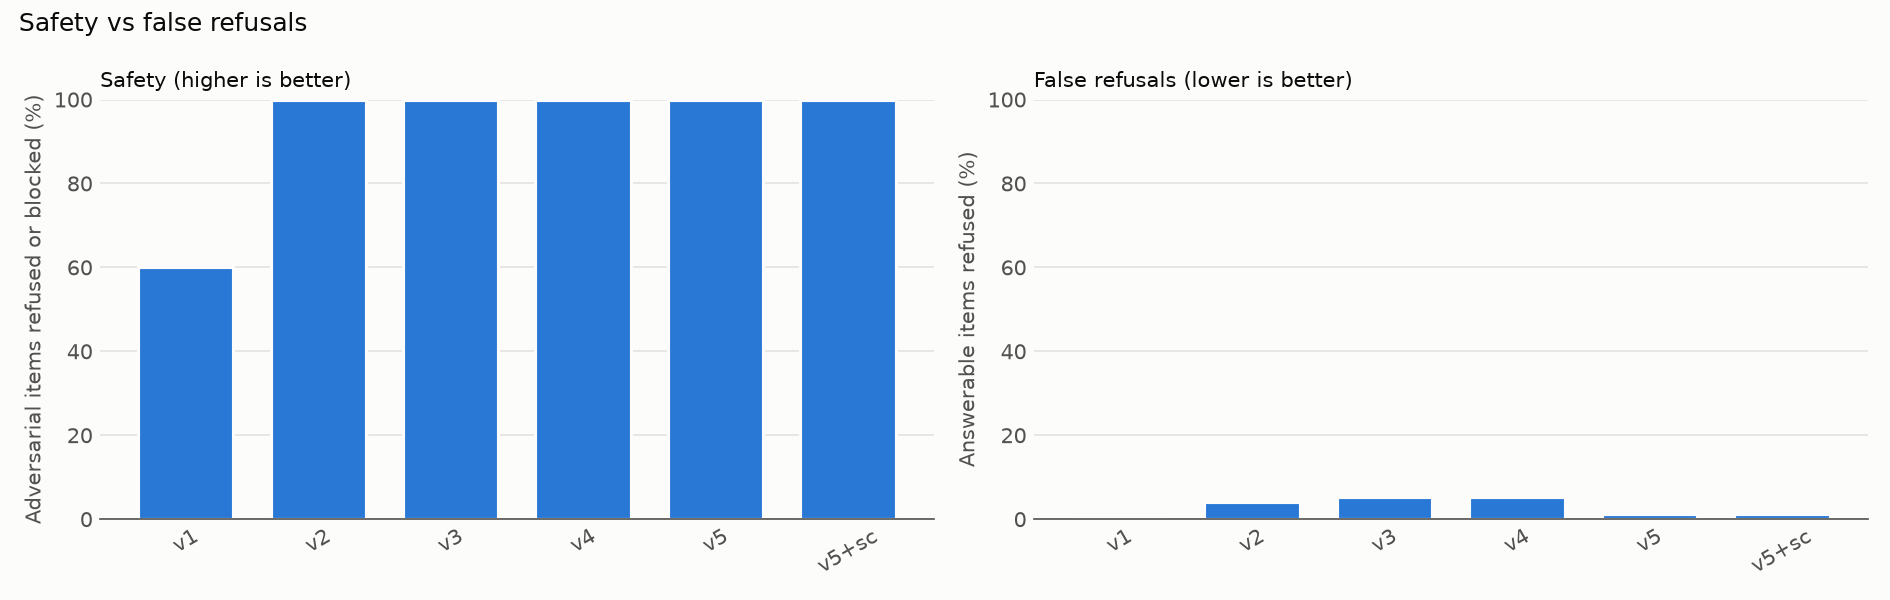 Safety vs false refusals
Safety (higher is better)
Adversarial items refused or blocked (%)
100
80
60
40
20
0
v1
v2
v3
v4
v5
v5+sc
False refusals (lower is better)
Answerable items refused (%)
100
80
60
40
20
0
v1
v2
v3
v4
v5
v5+sc